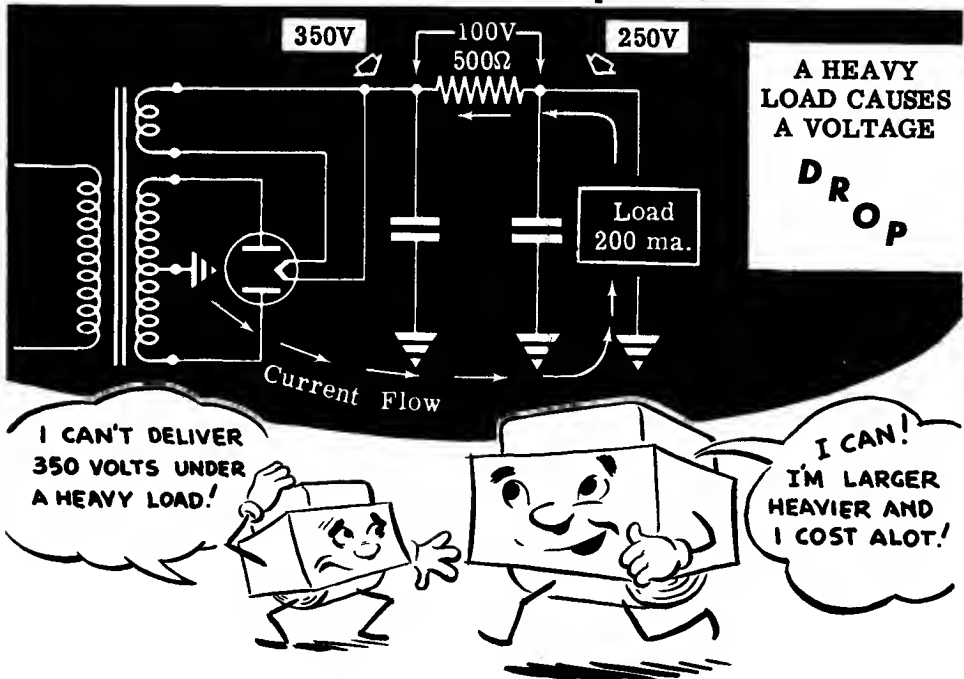 350V
100V
250V
500Ω
A HEAVY
LOAD CAUSES
A VOLTAGE
DROP
Load
200 ma.
Current Flow
I CAN'T DELIVER
350 VOLTS UNDER
A HEAVY LOAD!
I CAN!
I'M LARGER
HEAVIER AND
I COST ALOT!